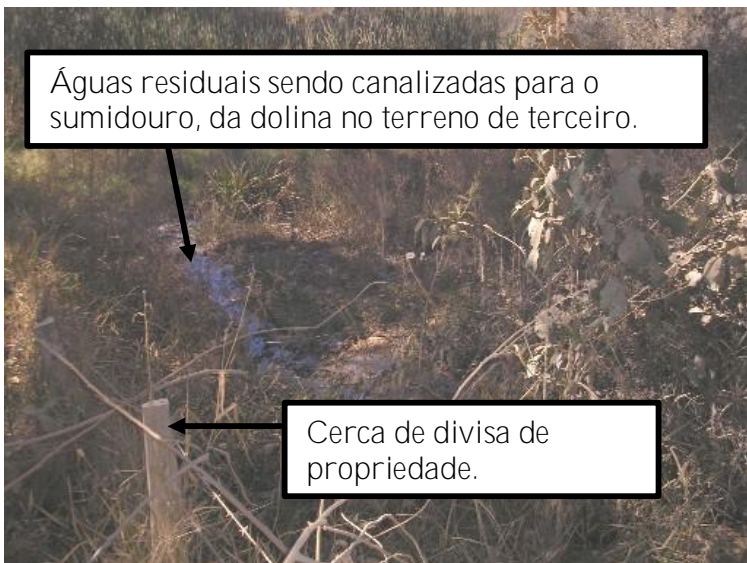 Águas residuais sendo canalizadas para o
sumidouro, da dolina no terreno de terceiro.
Cerca de divisa de
propriedade.